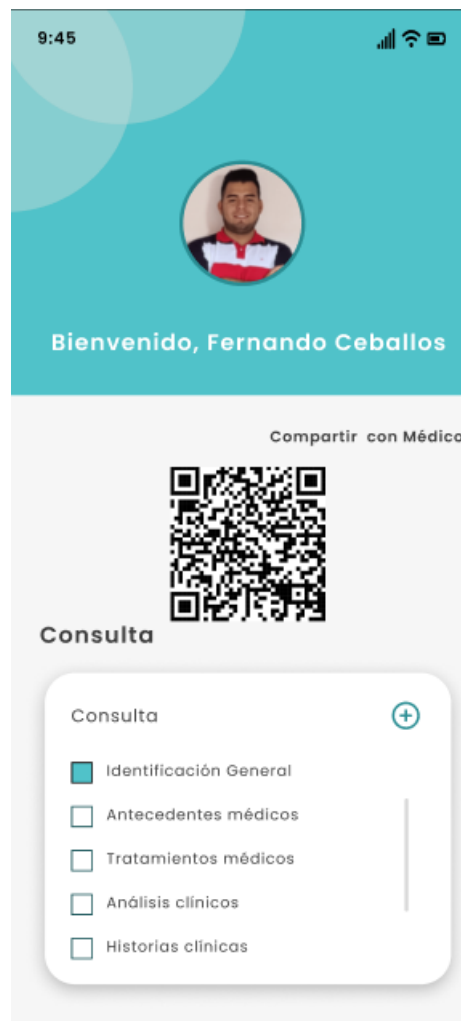 9:45
Bienvenido, Fernando Ceballos
Compartir con Médico
Consulta
Consulta
Identificación General
Antecedentes médicos
Tratamientos médicos
Análisis clínicos
Historias clínicas